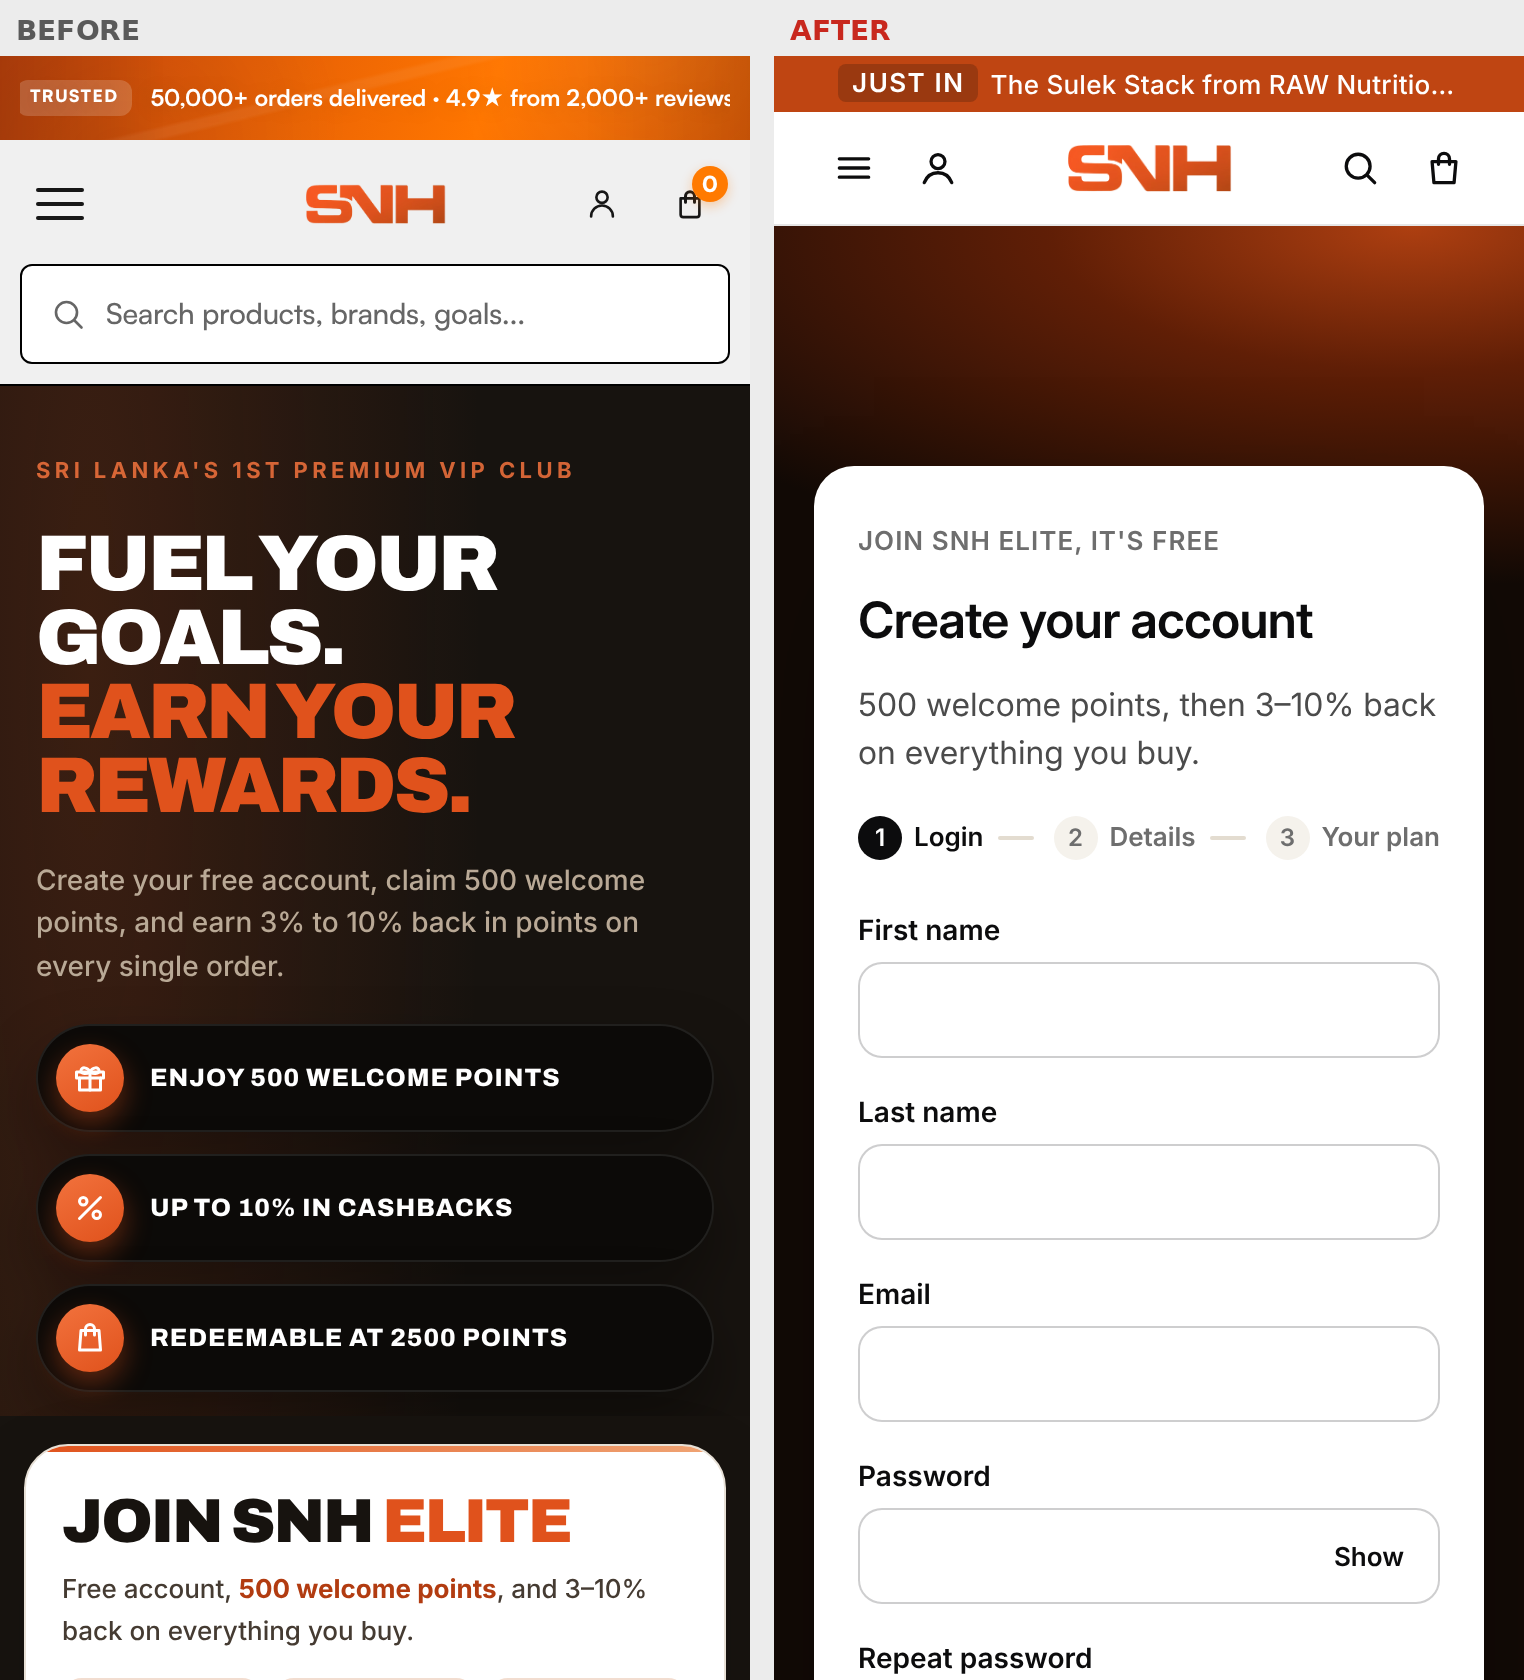 BEFORE
TRUSTED 50,000+ orders delivered · 4.9★ from 2,000+ reviews
SNH
0
Search products, brands, goals...
SRI LANKA'S 1ST PREMIUM VIP CLUB
FUEL YOUR
GOALS.
EARN YOUR
REWARDS.
Create your free account, claim 500 welcome
points, and earn 3% to 10% back in points on
every single order.
ENJOY 500 WELCOME POINTS
UP TO 10% IN CASHBACKS
REDEEMABLE AT 2500 POINTS
JOIN SNH ELITE
Free account, 500 welcome points, and 3–10%
back on everything you buy.
AFTER
JUST IN The Sulek Stack from RAW Nutritio...
SNH
JOIN SNH ELITE, IT'S FREE
Create your account
500 welcome points, then 3–10% back
on everything you buy.
1 Login 2 Details 3 Your plan
First name
Last name
Email
Password
Show
Repeat password